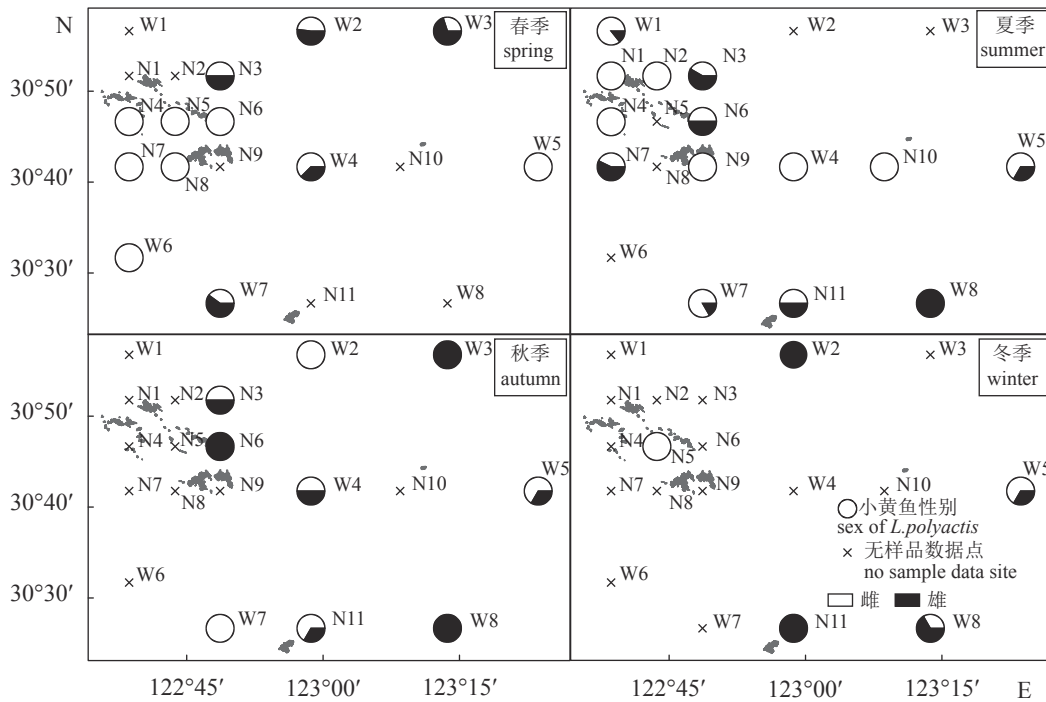 N
W1 W2 W3
春季
spring
N1 N2 N3
30°50′
N4 N5 N6
W5
N7 N9 W4 N10
30°40′
N8
W6
30°30′
W7 N11 W8
W1 W2 W3
夏季
summer
N1 N2 N3
N4 N5 N6
W5
N7 N9 W4 N10
N8
W6
W7 N11 W8
W1 W2 W3
秋季
autumn
N1 N2 N3
30°50′
N4 N5 N6
W5
N7 N9 W4 N10
30°40′
N8
W6
30°30′
W7 N11 W8
W1 W2 W3
冬季
winter
N1 N2 N3
N4 N5 N6
W5
N7 N9 W4 N10
N8
小黄鱼性别
sex of L.polyactis
无样品数据点
no sample data site
雌 雄
W6
W7 N11 W8
122°45′ 123°00′ 123°15′
122°45′ 123°00′ 123°15′ E